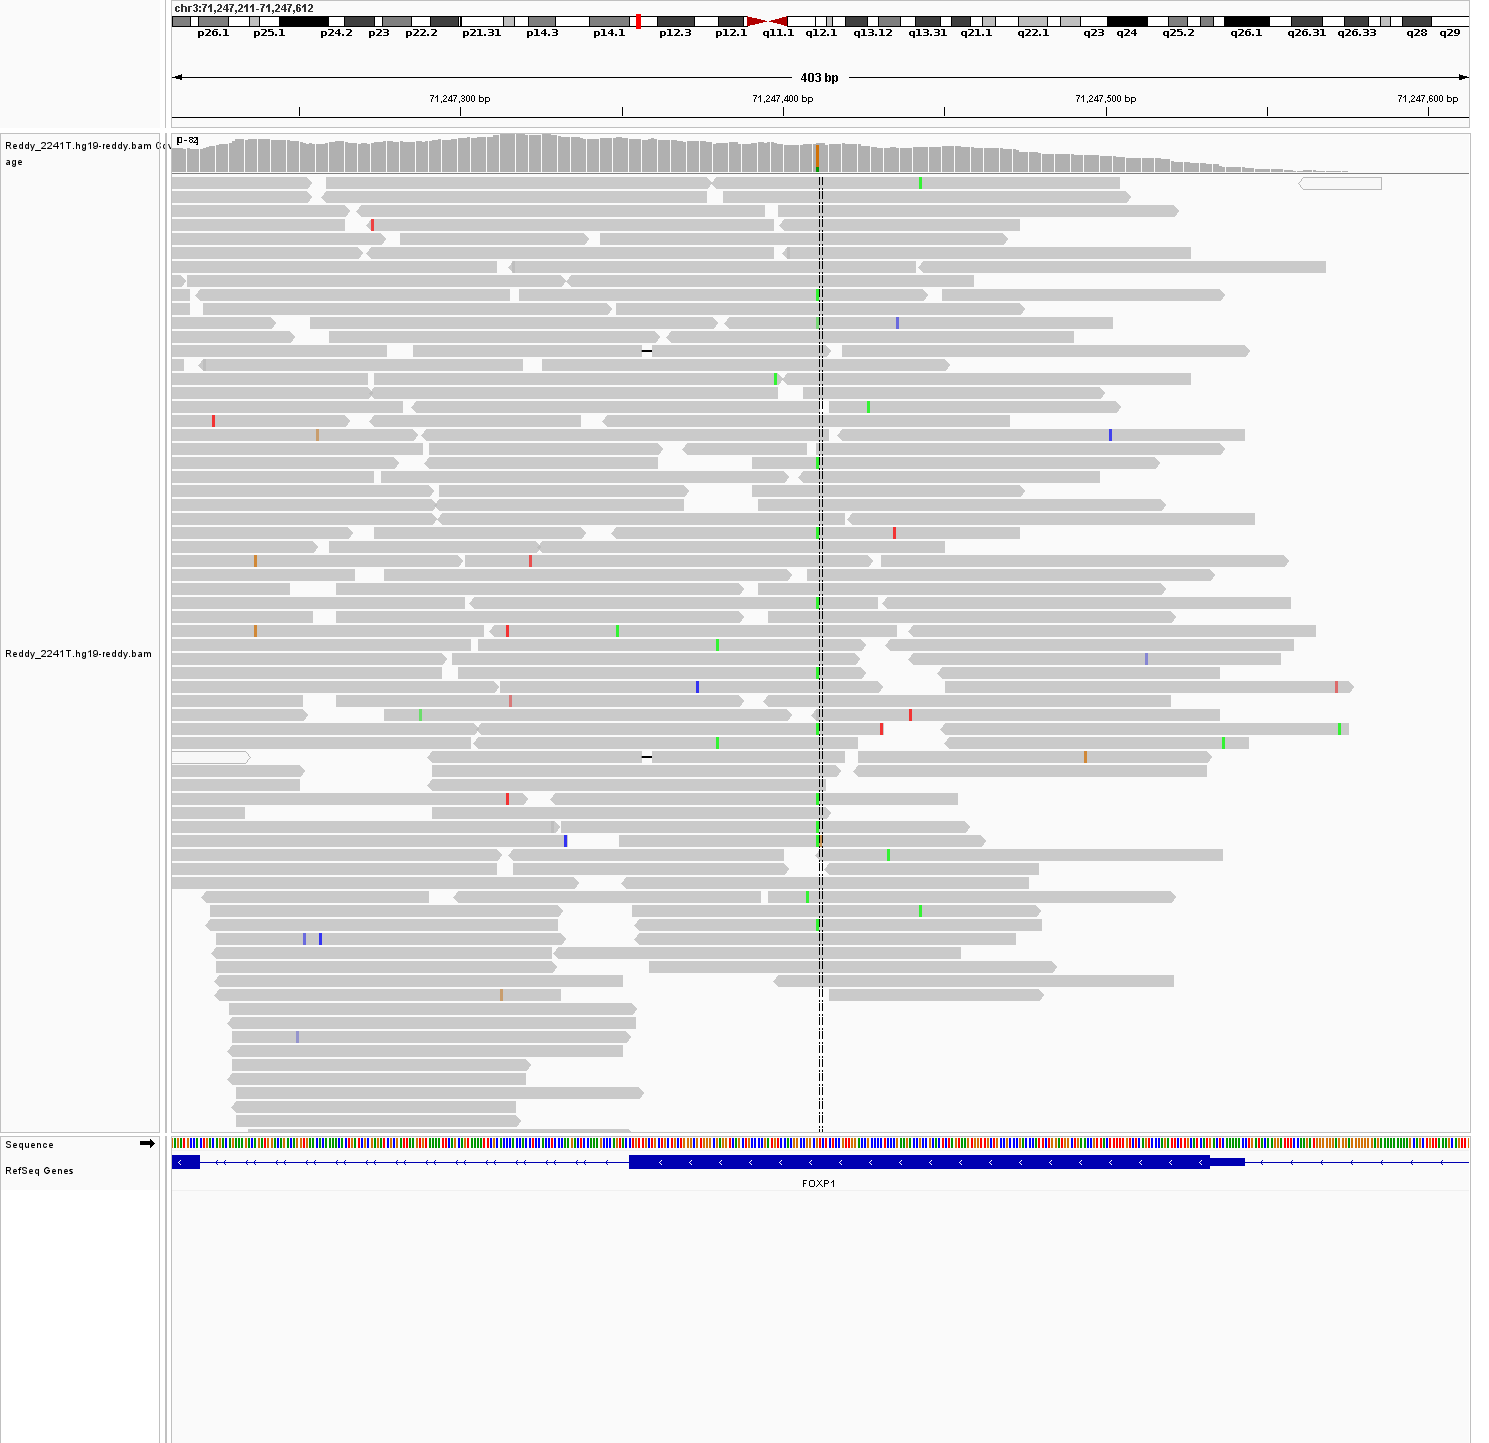 chr3:71,247,211-71,247,612
p26.1 p25.1 p24.2 p23 p22.2 p21.31 p14.3 p14.1 p12.3 p12.1 q11.1 q12.1 q13.12 q13.31 q21.1 q22.1 q23 q24 q25.2 q26.1 q26.31 q26.33 q28 q29
403 bp
71,247,300 bp 71,247,400 bp 71,247,500 bp 71,247,600 bp
[0 - 82]
Reddy_2241T.hg19-reddy.bam Cov
age
Reddy_2241T.hg19-reddy.bam
Sequence
RefSeq Genes
FOXP1